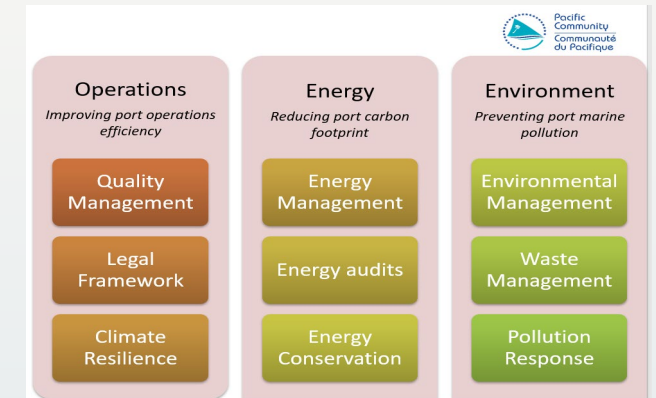 Pacific
Community
Communauté
du Pacifique
Operations
Improving port operations
efficiency
Quality
Management
Legal
Framework
Climate
Resilience
Energy
Reducing port carbon
footprint
Energy
Management
Energy audits
Energy
Conservation
Environment
Preventing port marine
pollution
Environmental
Management
Waste
Management
Pollution
Response